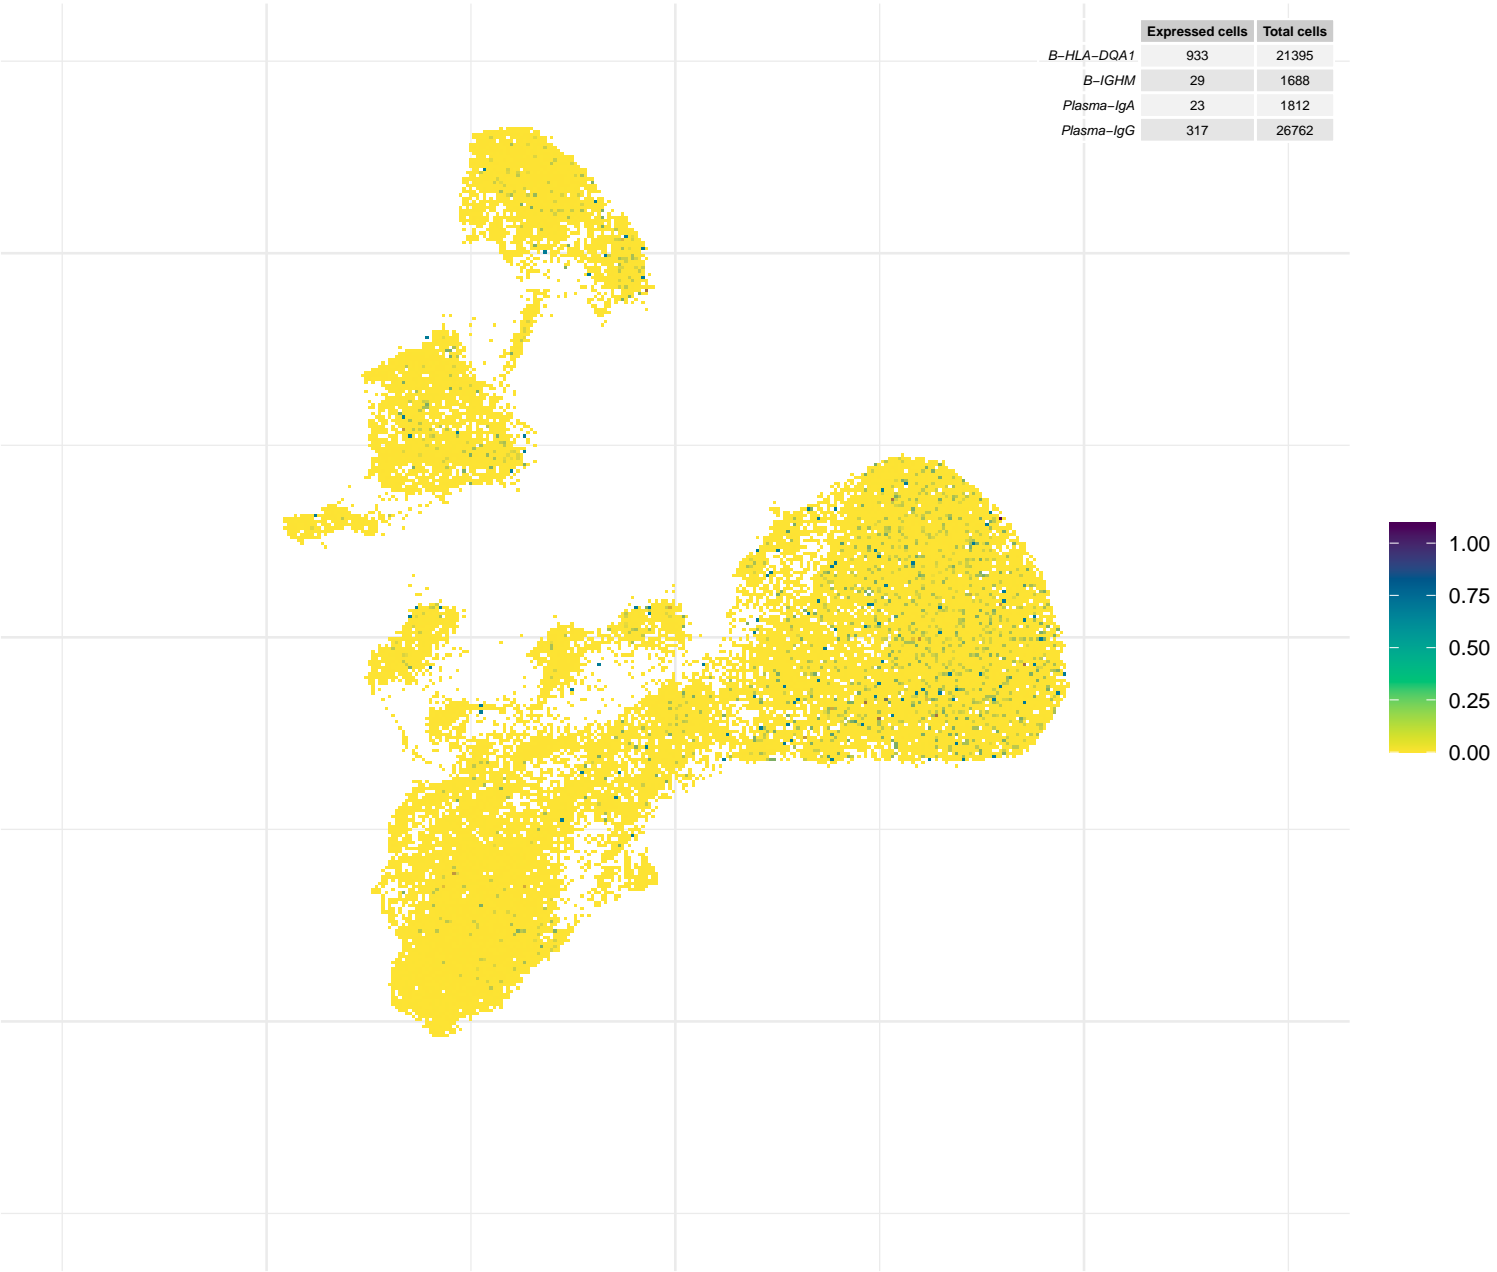 Expressed cells Total cells
B−HLA−DQA1 933 21395
B−IGHM 29 1688
Plasma−IgA 23 1812
Plasma−IgG 317 26762
1.00
0.75
0.50
0.25
0.00